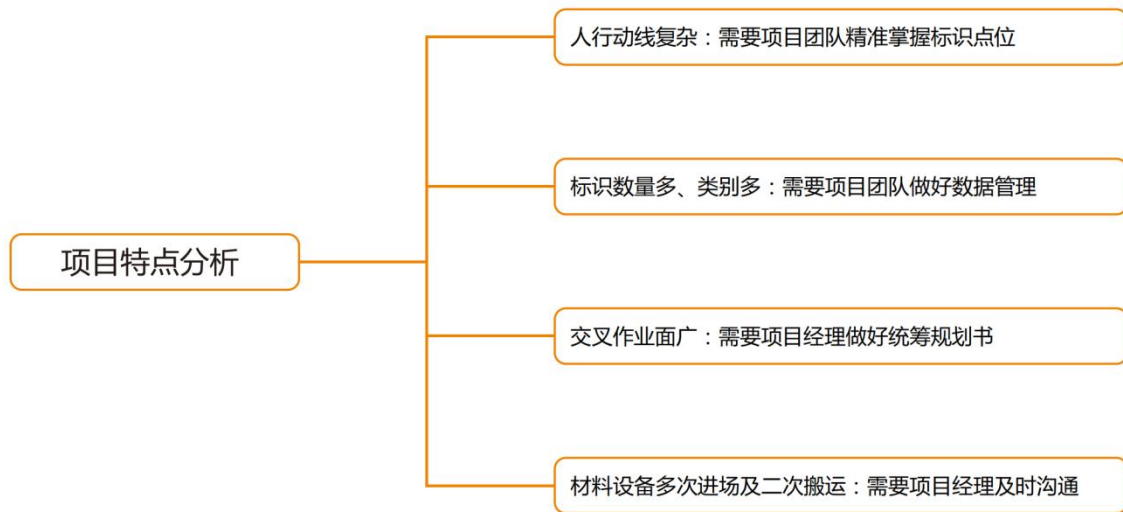 人行动线复杂：需要项目团队精准掌握标识点位
标识数量多、类别多：需要项目团队做好数据管理
项目特点分析
交叉作业面广：需要项目经理做好统筹规划书
材料设备多次进场及二次搬运：需要项目经理及时沟通